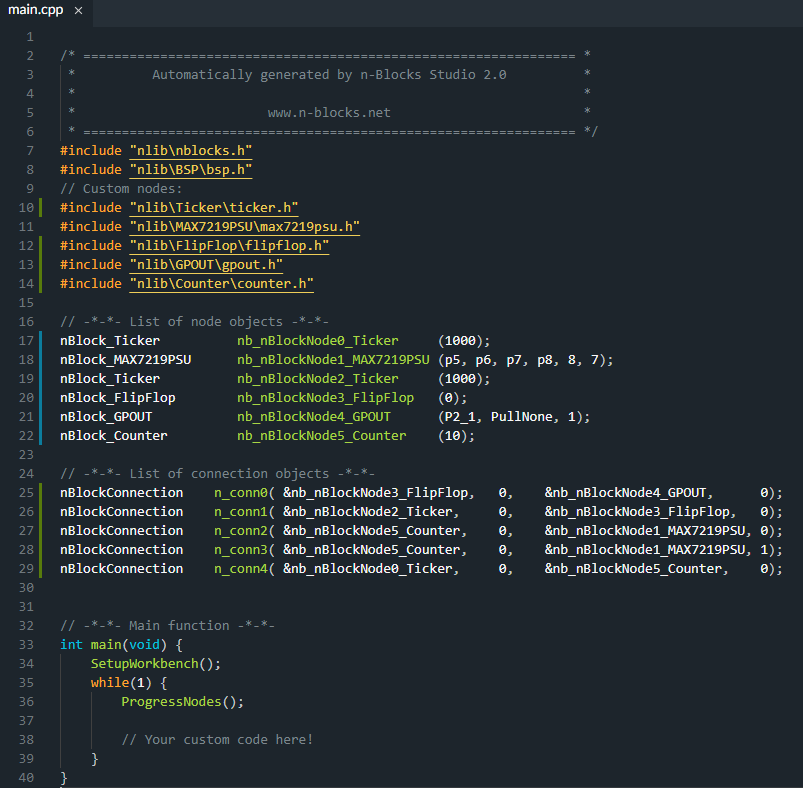 main.cpp ×
1
2 /* ================================================================ *
3 * Automatically generated by n-Blocks Studio 2.0 *
4 * *
5 * www.n-blocks.net *
6 * ================================================================ */
7 #include "nlib\nblocks.h"
8 #include "nlib\BSP\bsp.h"
9 // Custom nodes:
10 #include "nlib\Ticker\ticker.h"
11 #include "nlib\MAX7219PSU\max7219psu.h"
12 #include "nlib\FlipFlop\flipflop.h"
13 #include "nlib\GPOUT\gpout.h"
14 #include "nlib\Counter\counter.h"
15
16 // -*-*- List of node objects -*-*-
17 nBlock_Ticker nb_nBlockNode0_Ticker (1000);
18 nBlock_MAX7219PSU nb_nBlockNode1_MAX7219PSU (p5, p6, p7, p8, 8, 7);
19 nBlock_Ticker nb_nBlockNode2_Ticker (1000);
20 nBlock_FlipFlop nb_nBlockNode3_FlipFlop (0);
21 nBlock_GPOUT nb_nBlockNode4_GPOUT (P2_1, PullNone, 1);
22 nBlock_Counter nb_nBlockNode5_Counter (10);
23
24 // -*-*- List of connection objects -*-*-
25 nBlockConnection n_conn0( &nb_nBlockNode3_FlipFlop, 0, &nb_nBlockNode4_GPOUT, 0);
26 nBlockConnection n_conn1( &nb_nBlockNode2_Ticker, 0, &nb_nBlockNode3_FlipFlop, 0);
27 nBlockConnection n_conn2( &nb_nBlockNode5_Counter, 0, &nb_nBlockNode1_MAX7219PSU, 0);
28 nBlockConnection n_conn3( &nb_nBlockNode5_Counter, 0, &nb_nBlockNode1_MAX7219PSU, 1);
29 nBlockConnection n_conn4( &nb_nBlockNode0_Ticker, 0, &nb_nBlockNode5_Counter, 0);
30
31
32 // -*-*- Main function -*-*-
33 int main(void) {
34 SetupWorkbench();
35 while(1) {
36 ProgressNodes();
37
38 // Your custom code here!
39 }
40 }